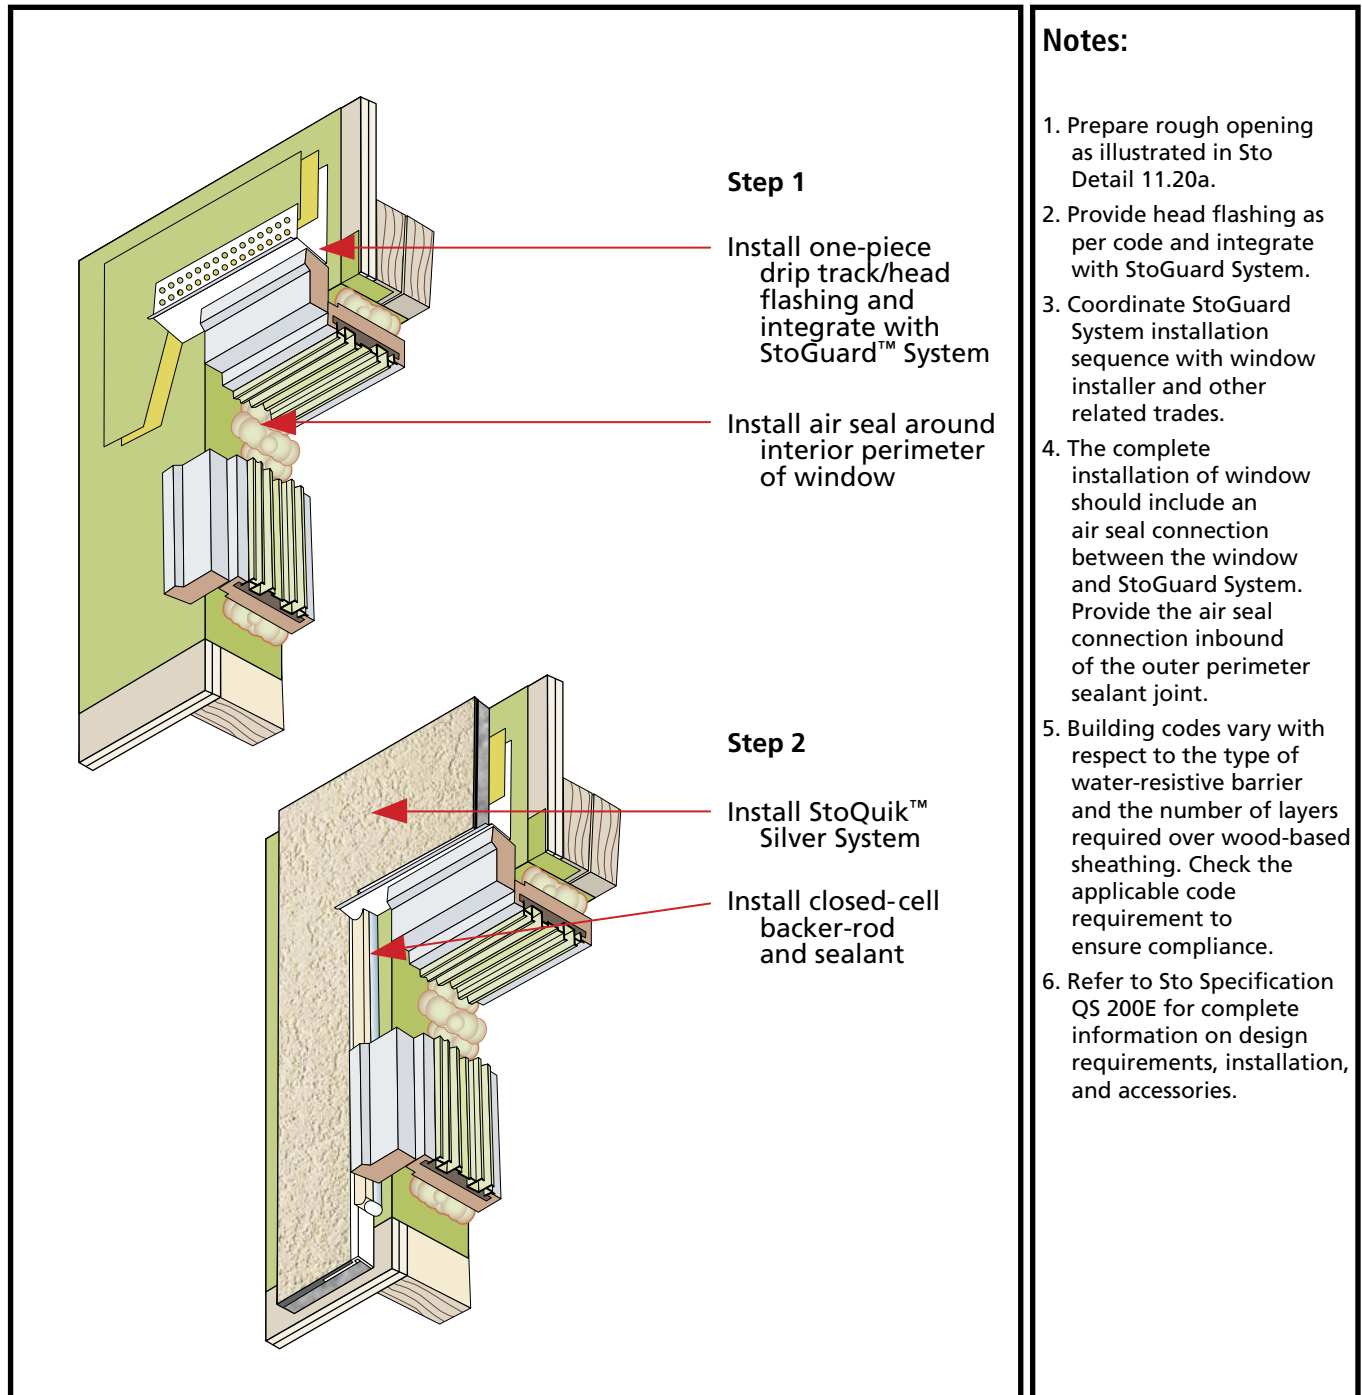 Step 1
Install one-piece
drip track/head
flashing and
integrate with
StoGuard™ System
Install air seal around
interior perimeter
of window
Step 2
Install StoQuik™
Silver System
Install closed-cell
backer-rod
and sealant
Notes:
1. Prepare rough opening
as illustrated in Sto
Detail 11.20a.
2. Provide head flashing as
per code and integrate
with StoGuard System.
3. Coordinate StoGuard
System installation
sequence with window
installer and other
related trades.
4. The complete
installation of window
should include an
air seal connection
between the window
and StoGuard System.
Provide the air seal
connection inbound
of the outer perimeter
sealant joint.
5. Building codes vary with
respect to the type of
water-resistive barrier
and the number of layers
required over wood-based
sheathing. Check the
applicable code
requirement to
ensure compliance.
6. Refer to Sto Specification
QS 200E for complete
information on design
requirements, installation,
and accessories.